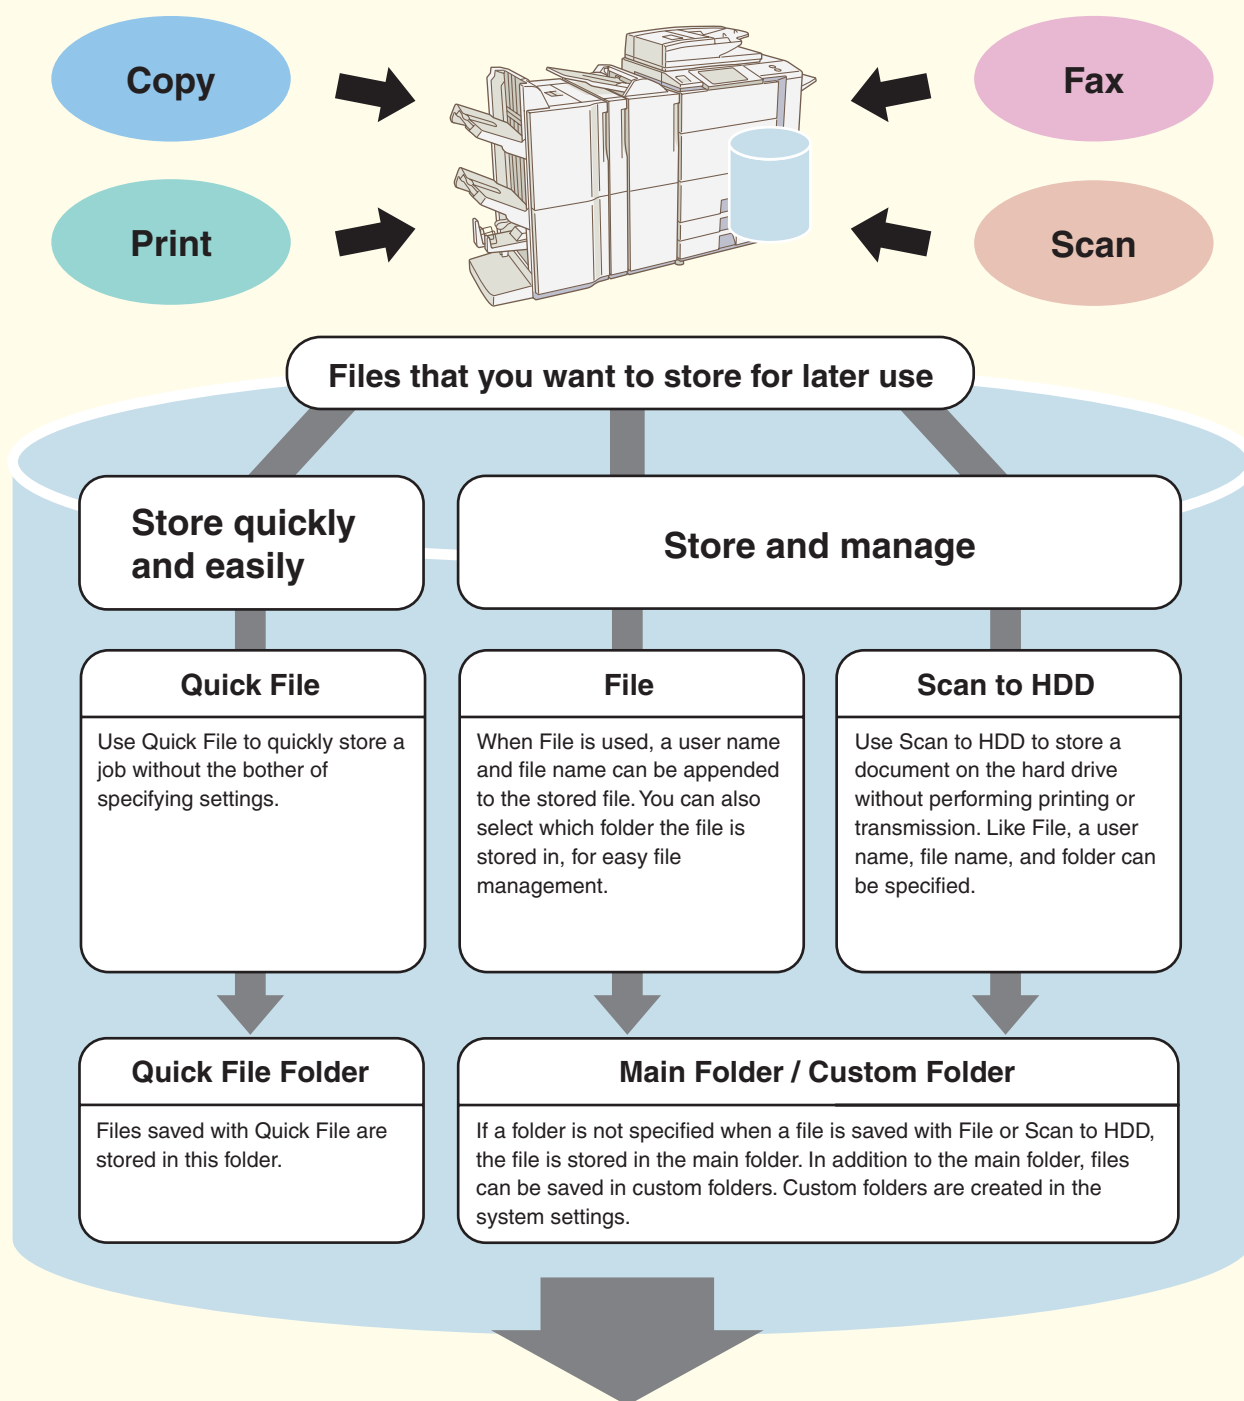 Copy
Fax
Print
Scan
Files that you want to store for later use
Store quickly
and easily
Store and manage
Quick File
Use Quick File to quickly store a
job without the bother of
specifying settings.
File
When File is used, a user name
and file name can be appended
to the stored file. You can also
select which folder the file is
stored in, for easy file
management.
Scan to HDD
Use Scan to HDD to store a
document on the hard drive
without performing printing or
transmission. Like File, a user
name, file name, and folder can
be specified.
Quick File Folder
Files saved with Quick File are
stored in this folder.
Main Folder / Custom Folder
If a folder is not specified when a file is saved with File or Scan to HDD,
the file is stored in the main folder. In addition to the main folder, files
can be saved in custom folders. Custom folders are created in the
system settings.